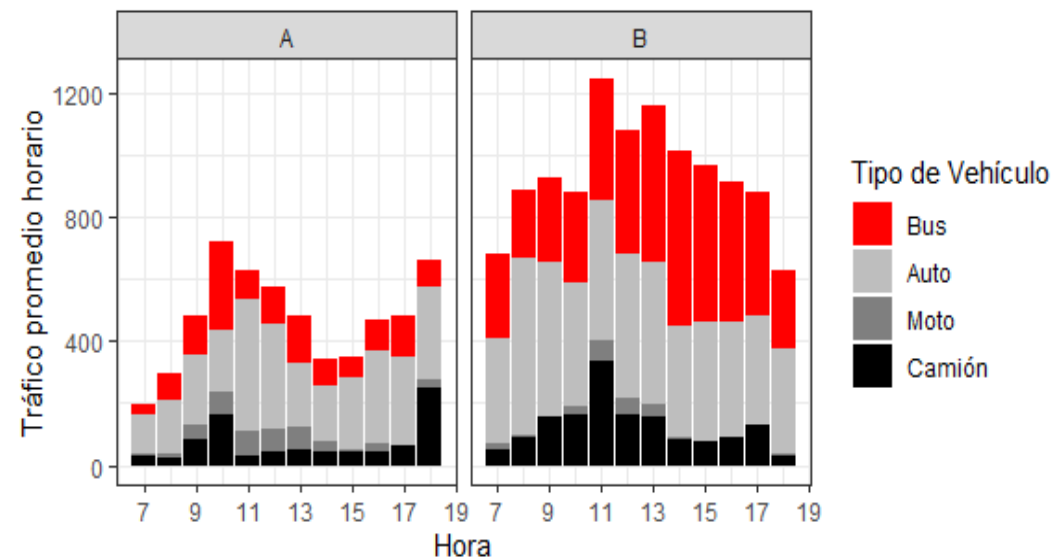 A
B
Tráfico promedio horario
1200
800
400
0
7 9 11 13 15 17 19
7 9 11 13 15 17 19
Hora
Tipo de Vehículo
Bus
Auto
Moto
Camión